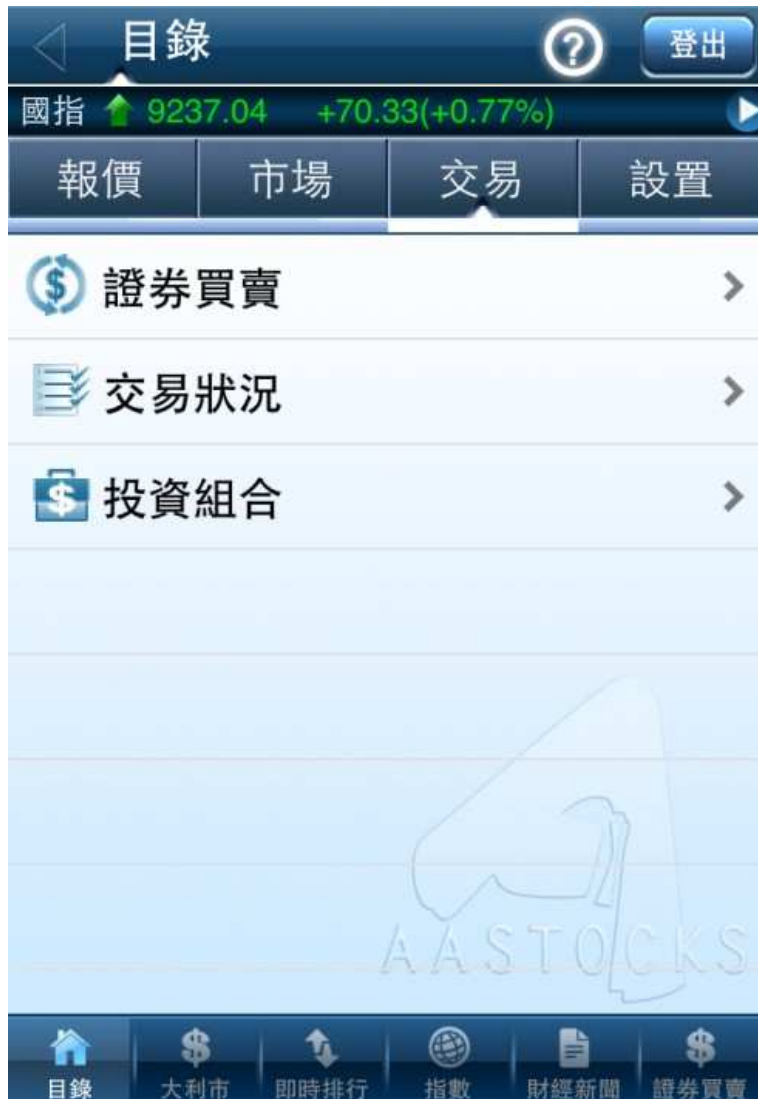 目錄 ? 登出
國指 9237.04 +70.33(+0.77%)
報價 市場 交易 設置
$ 證券買賣
交易狀況
$ 投資組合
AASTOCKS
$ $
目錄 大利市 即時排行 指數 財經新聞 證券買賣